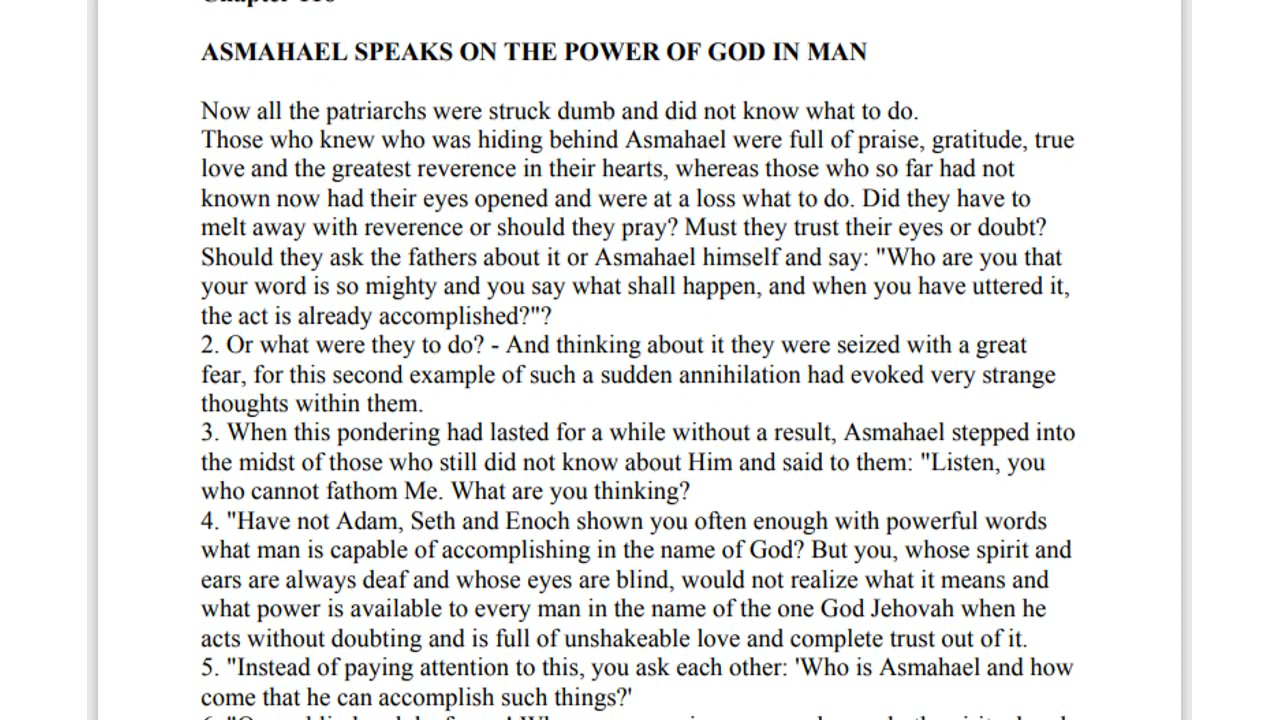 ASMAHAEL SPEAKS ON THE POWER OF GOD IN MAN
Now all the patriarchs were struck dumb and did not know what to do.
Those who knew who was hiding behind Asmahael were full of praise, gratitude, true
love and the greatest reverence in their hearts, whereas those who so far had not
known now had their eyes opened and were at a loss what to do. Did they have to
melt away with reverence or should they pray? Must they trust their eyes or doubt?
Should they ask the fathers about it or Asmahael himself and say: "Who are you that
your word is so mighty and you say what shall happen, and when you have uttered it,
the act is already accomplished?"?
2. Or what were they to do? - And thinking about it they were seized with a great
fear, for this second example of such a sudden annihilation had evoked very strange
thoughts within them.
3. When this pondering had lasted for a while without a result, Asmahael stepped into
the midst of those who still did not know about Him and said to them: "Listen, you
who cannot fathom Me. What are you thinking?
4. "Have not Adam, Seth and Enoch shown you often enough with powerful words
what man is capable of accomplishing in the name of God? But you, whose spirit and
ears are always deaf and whose eyes are blind, would not realize what it means and
what power is available to every man in the name of the one God Jehovah when he
acts without doubting and is full of unshakeable love and complete trust out of it.
5. "Instead of paying attention to this, you ask each other: 'Who is Asmahael and how
come that he can accomplish such things?'